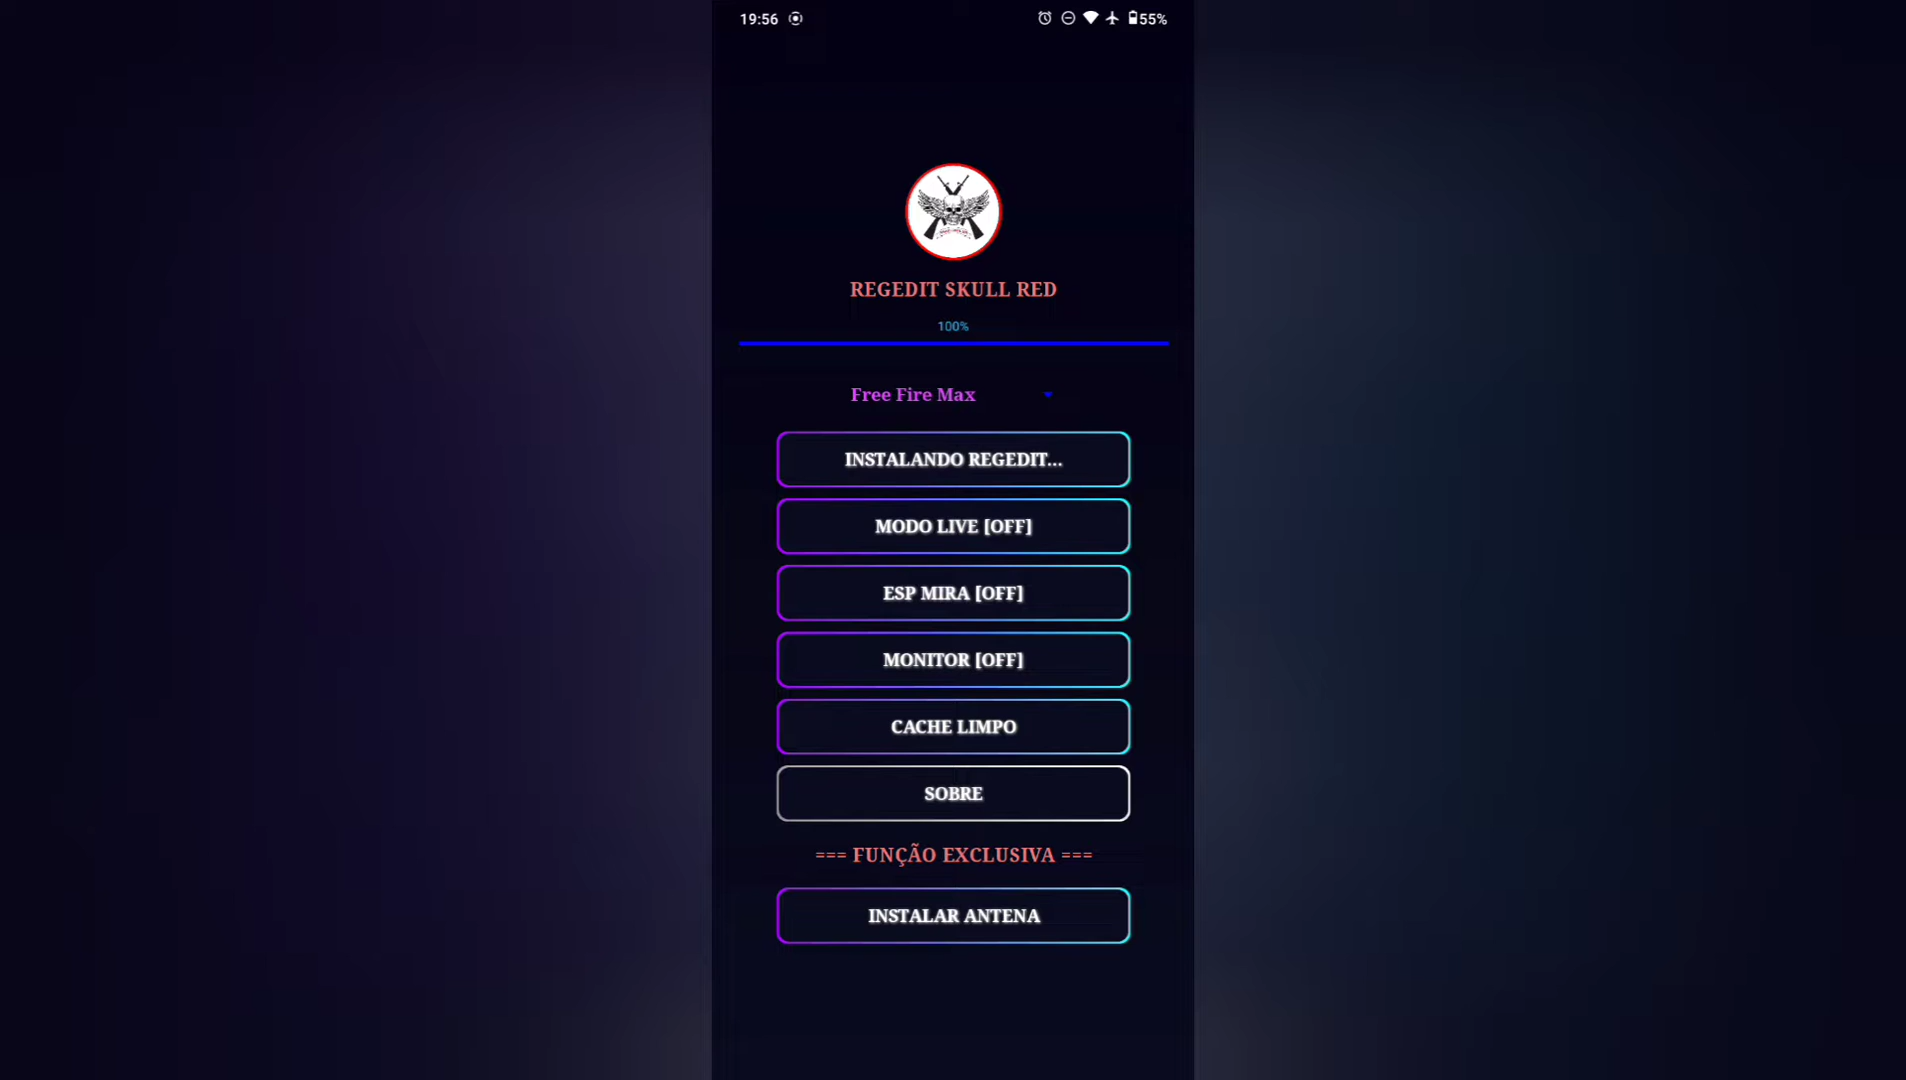 19:56
55%
REGEDIT SKULL RED
100%
Free Fire Max
INSTALANDO REGEDIT...
MODO LIVE [OFF]
ESP MIRA [OFF]
MONITOR [OFF]
CACHE LIMPO
SOBRE
=== FUNÇÃO EXCLUSIVA ===
INSTALAR ANTENA